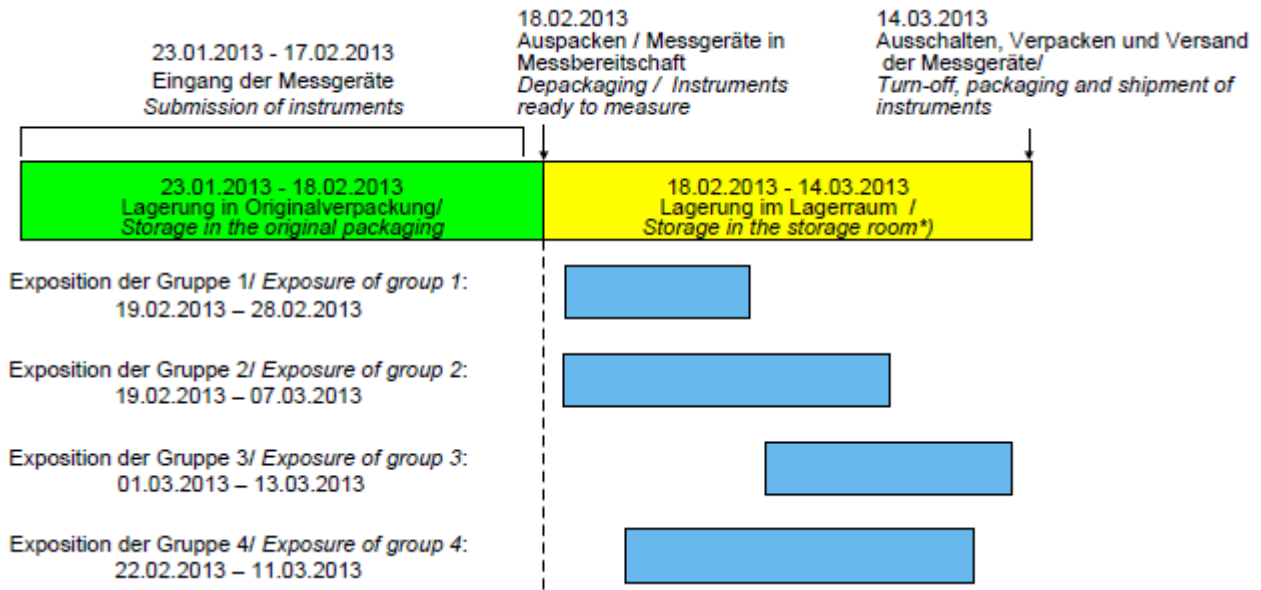 23.01.2013 - 17.02.2013
Eingang der Messgeräte
Submission of instruments
18.02.2013
Auspacken / Messgeräte in
Messbereitschaft
Depackaging / Instruments
ready to measure
14.03.2013
Ausschalten, Verpacken und Versand
der Messgeräte/
Turn-off, packaging and shipment of
instruments
23.01.2013 - 18.02.2013
Lagerung in Originalverpackung/
Storage in the original packaging
18.02.2013 - 14.03.2013
Lagerung im Lagerraum /
Storage in the storage room*)
Exposition der Gruppe 1/ Exposure of group 1:
19.02.2013 – 28.02.2013
Exposition der Gruppe 2/ Exposure of group 2:
19.02.2013 – 07.03.2013
Exposition der Gruppe 3/ Exposure of group 3:
01.03.2013 – 13.03.2013
Exposition der Gruppe 4/ Exposure of group 4:
22.02.2013 – 11.03.2013